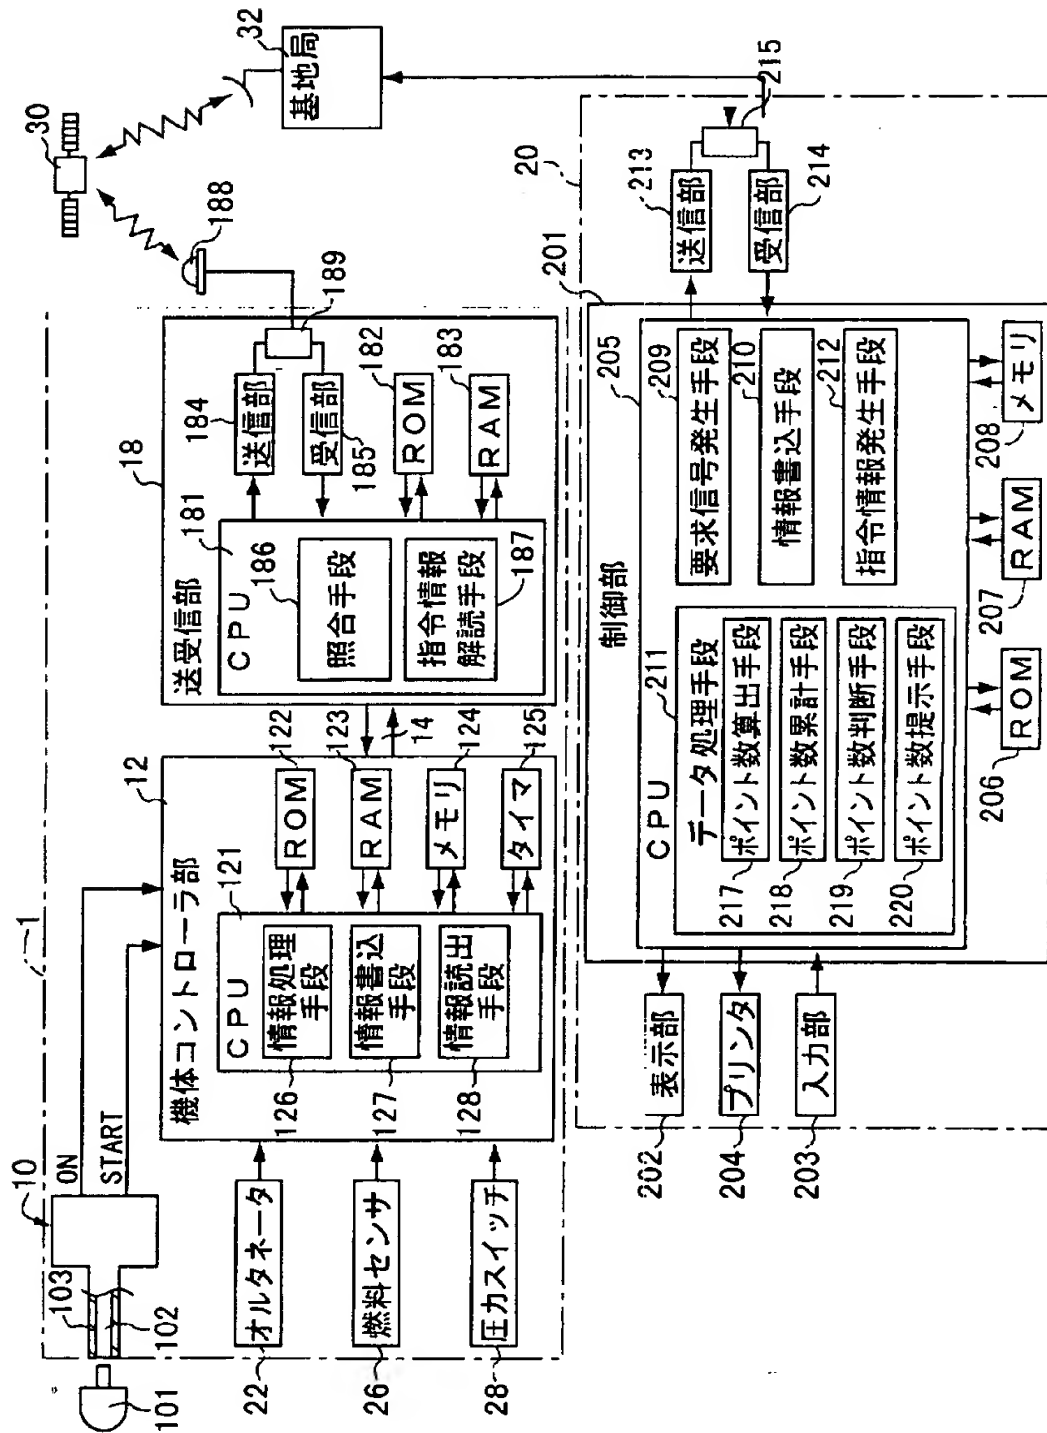 1
10
ON
START
103
102
101
12
機体コントローラ部
CPU
121
情報処理
手段
126
情報書込
手段
127
情報読出
手段
128
ROM
122
RAM
123
メモリ
124
タイマ
125
オルタネータ
22
燃料センサ
26
圧力スイッチ
28
14
18
送受信部
181
CPU
186
照合手段
指令情報
解読手段
187
184
送信部
受信部
185
182
ROM
183
RAM
189
188
30
32
基地局
20
201
制御部
205
CPU
211
データ処理手段
ポイント数算出手段
217
ポイント数累計手段
218
ポイント数判断手段
219
ポイント数提示手段
220
209
要求信号発生手段
210
情報書込手段
212
指令情報発生手段
213
送信部
受信部
214
215
表示部
202
プリンタ
204
入力部
203
ROM
206
RAM
207
メモリ
208